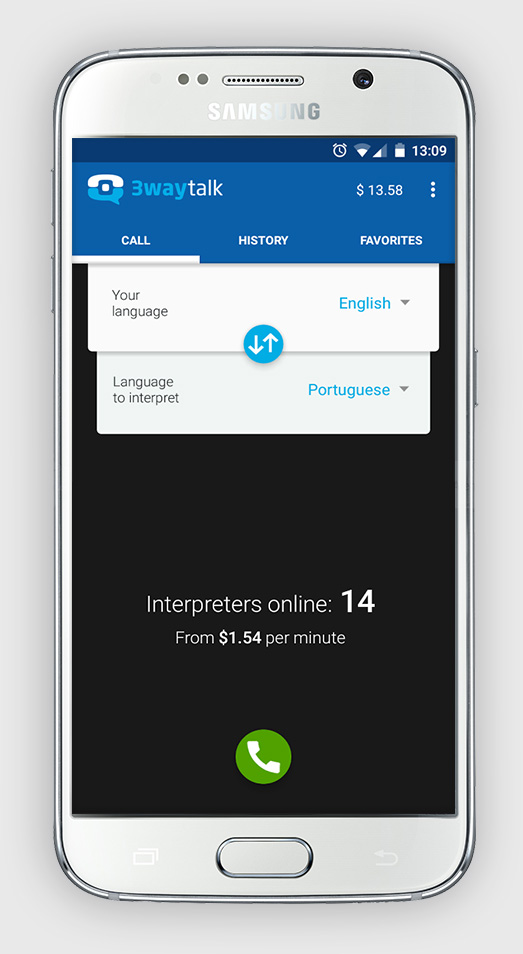 SAMSUNG
13:09
3waytalk
$ 13.58
CALL HISTORY FAVORITES
Your
language
English
Language
to interpret
Portuguese
Interpreters online: 14
From $1.54 per minute